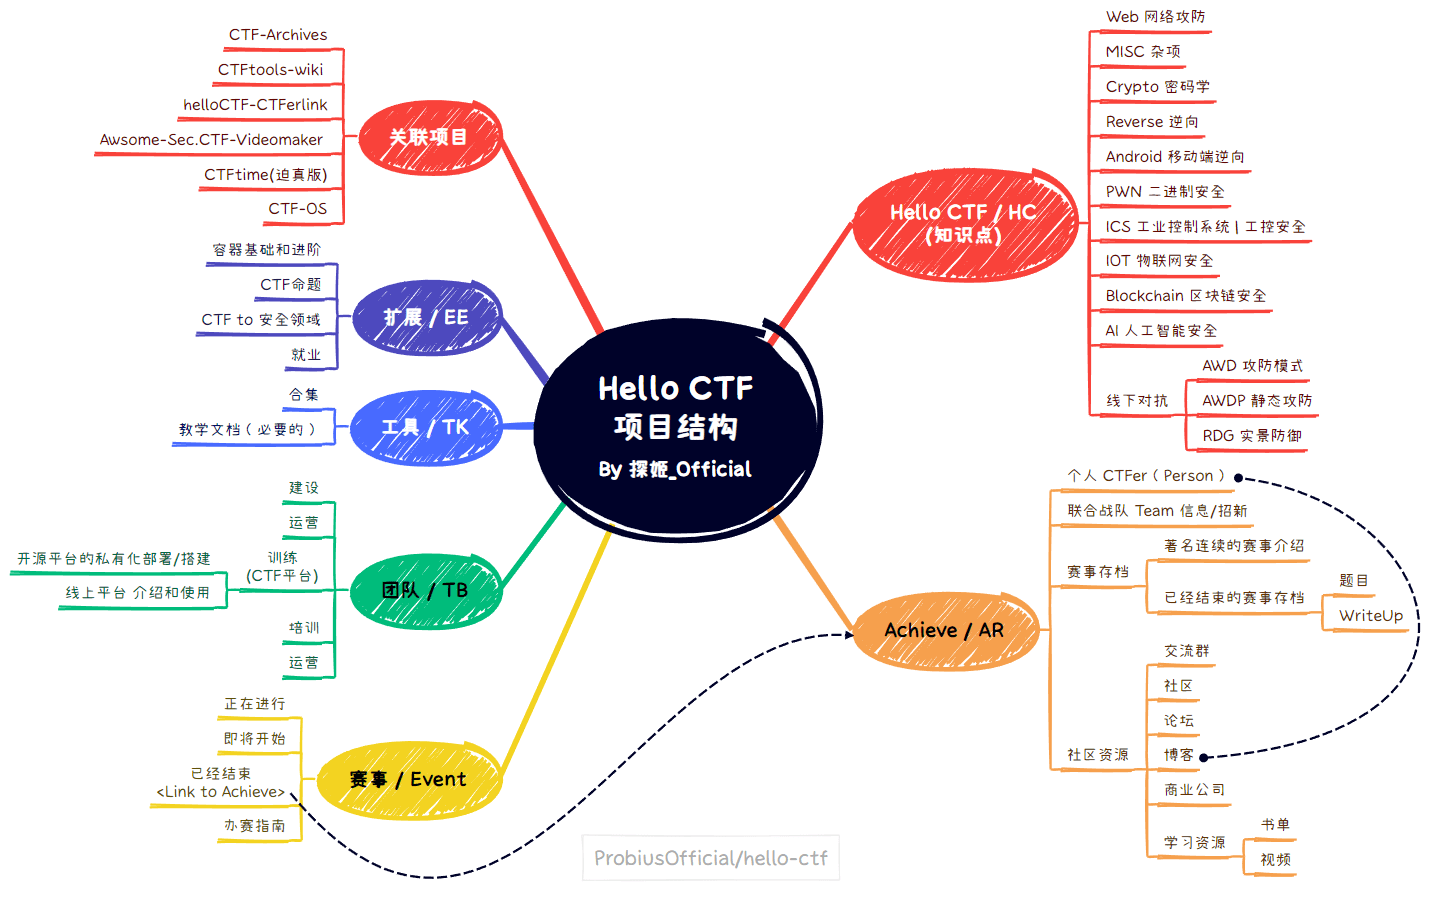 Hello CTF
项目结构
By 探姬_Official
关联项目
CTF-Archives
CTFtools-wiki
helloCTF-CTFerlink
Awsome-Sec.CTF-Videomaker
CTFtime(迫真版)
CTF-OS
扩展 / EE
容器基础和进阶
CTF命题
CTF to 安全领域
就业
工具 / TK
合集
教学文档 ( 必要的 )
团队 / TB
建设
运营
训练
(CTF平台)
开源平台的私有化部署/搭建
线上平台 介绍和使用
培训
运营
赛事 / Event
正在进行
即将开始
已经结束
<Link to Achieve>
办赛指南
Hello CTF / HC
(知识点)
Web 网络攻防
MISC 杂项
Crypto 密码学
Reverse 逆向
Android 移动端逆向
PWN 二进制安全
ICS 工业控制系统 | 工控安全
IOT 物联网安全
Blockchain 区块链安全
AI 人工智能安全
线下对抗
AWD 攻防模式
AWDP 静态攻防
RDG 实景防御
Achieve / AR
个人 CTFer ( Person )
联合战队 Team 信息/招新
赛事存档
著名连续的赛事介绍
已经结束的赛事存档
题目
WriteUp
社区资源
交流群
社区
论坛
博客
商业公司
学习资源
书单
视频
ProbiusOfficial/hello-ctf